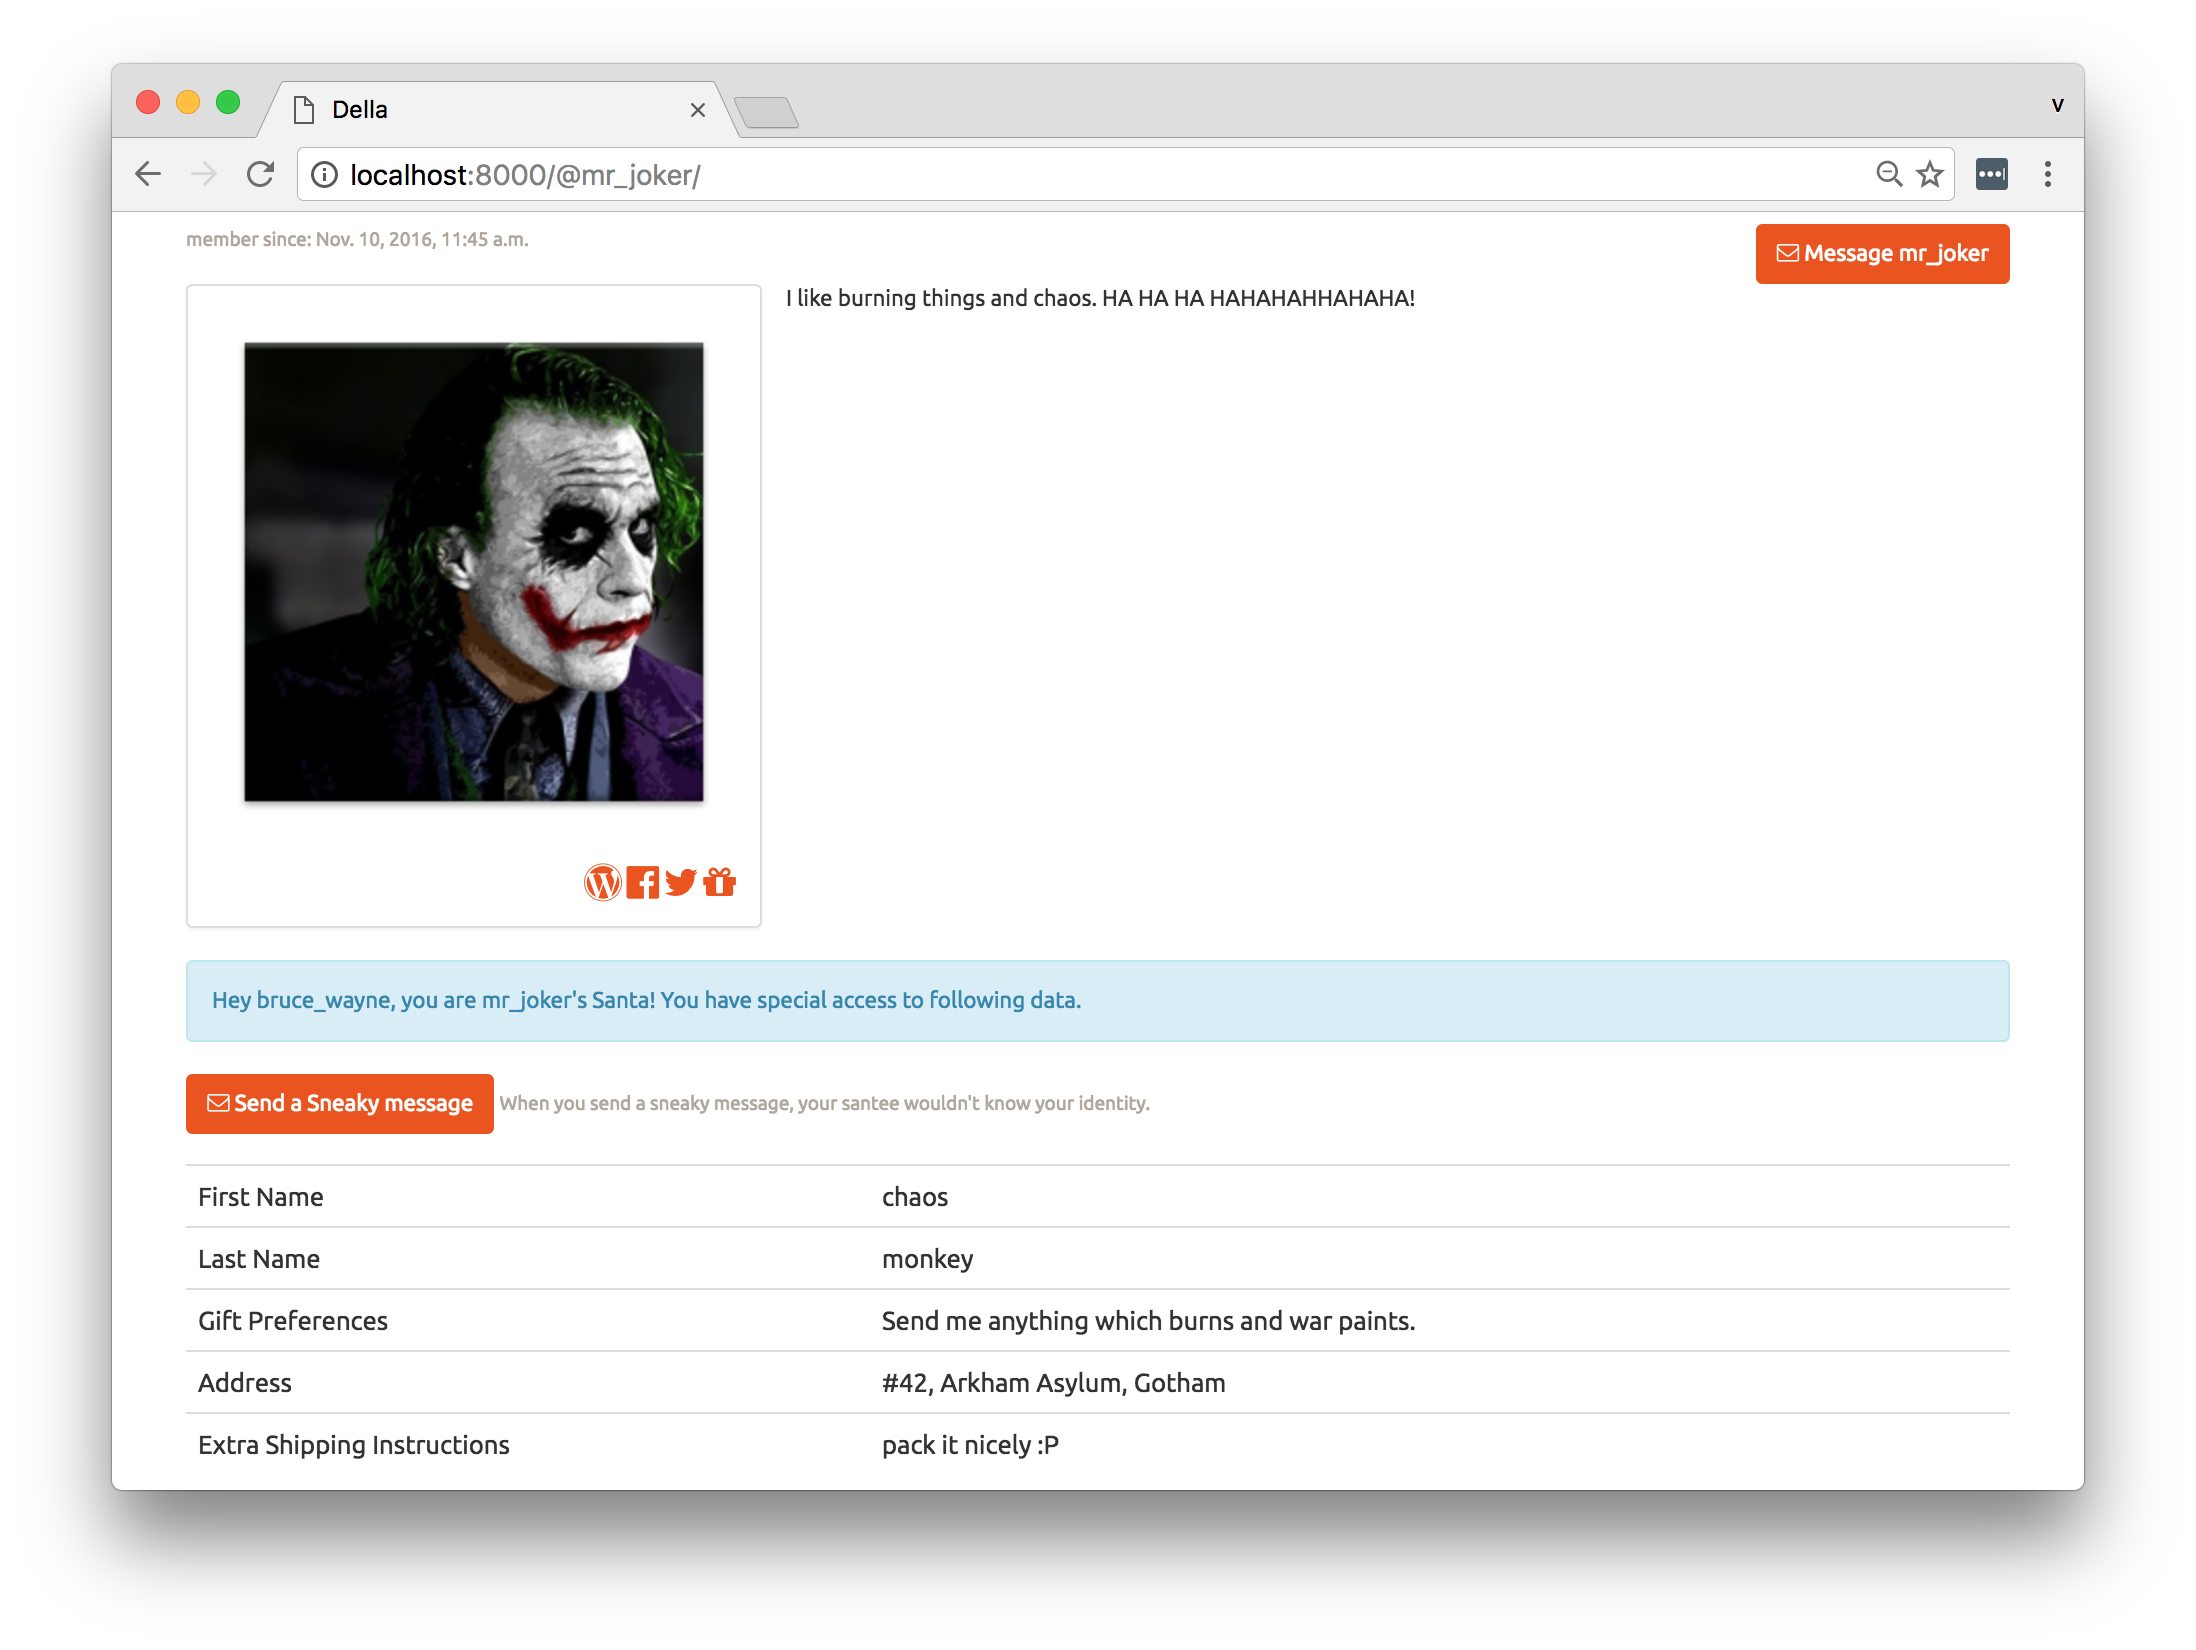 Della
v
localhost:8000/@mr_joker/
member since: Nov. 10, 2016, 11:45 a.m.
Message mr_joker
I like burning things and chaos. HA HA HA HAHAHAHHAHAHA!
Hey bruce_wayne, you are mr_joker's Santa! You have special access to following data.
Send a Sneaky message When you send a sneaky message, your santee wouldn't know your identity.
First Name chaos
Last Name monkey
Gift Preferences Send me anything which burns and war paints.
Address #42, Arkham Asylum, Gotham
Extra Shipping Instructions pack it nicely :P